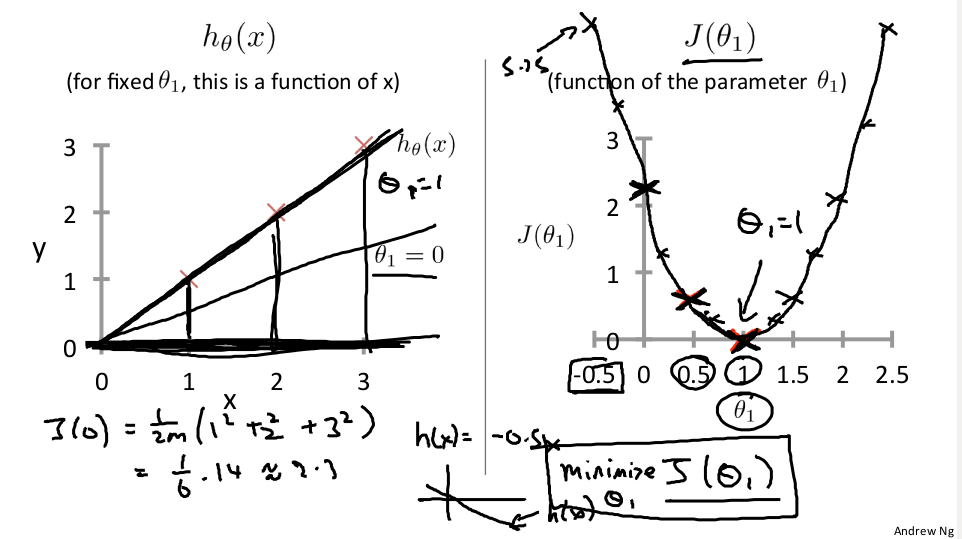 hθ(x)
(for fixed θ₁, this is a function of x)
3
2
1
0
y
0 1 2 3
x
hθ(x)
θ₁=1
θ₁ = 0
J(0) = 1/2m (1² + 2² + 3²)
= 1/6 · 14 ≈ 2.3
h(x) = -0.5x
h(x)
J(θ₁)
5.25
(function of the parameter θ₁)
3
2
1
0
J(θ₁)
θ₁=1
-0.5 0 0.5 1 1.5 2 2.5
θ₁
minimize J(θ₁)
θ₁
Andrew Ng